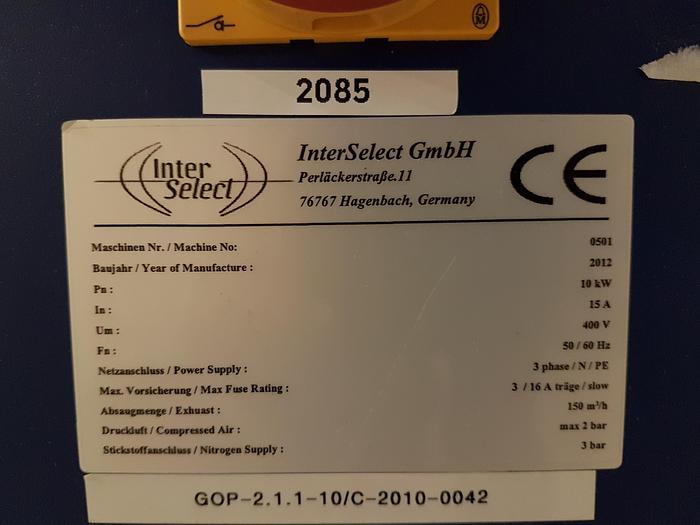 2085
Inter
Select
InterSelect GmbH
Perläckerstraße.11
76767 Hagenbach, Germany
CE
Maschinen Nr. / Machine No: 0501
Baujahr / Year of Manufacture : 2012
Pn : 10 kW
In : 15 A
Um : 400 V
Fn : 50 / 60 Hz
Netzanschluss / Power Supply : 3 phase / N / PE
Max. Vorsicherung / Max Fuse Rating : 3 / 16 A träge / slow
Absaugmenge / Exhuast : 150 m³/h
Druckluft / Compressed Air : max 2 bar
Stickstoffanschluss / Nitrogen Supply : 3 bar
GOP-2.1.1-10/C-2010-0042